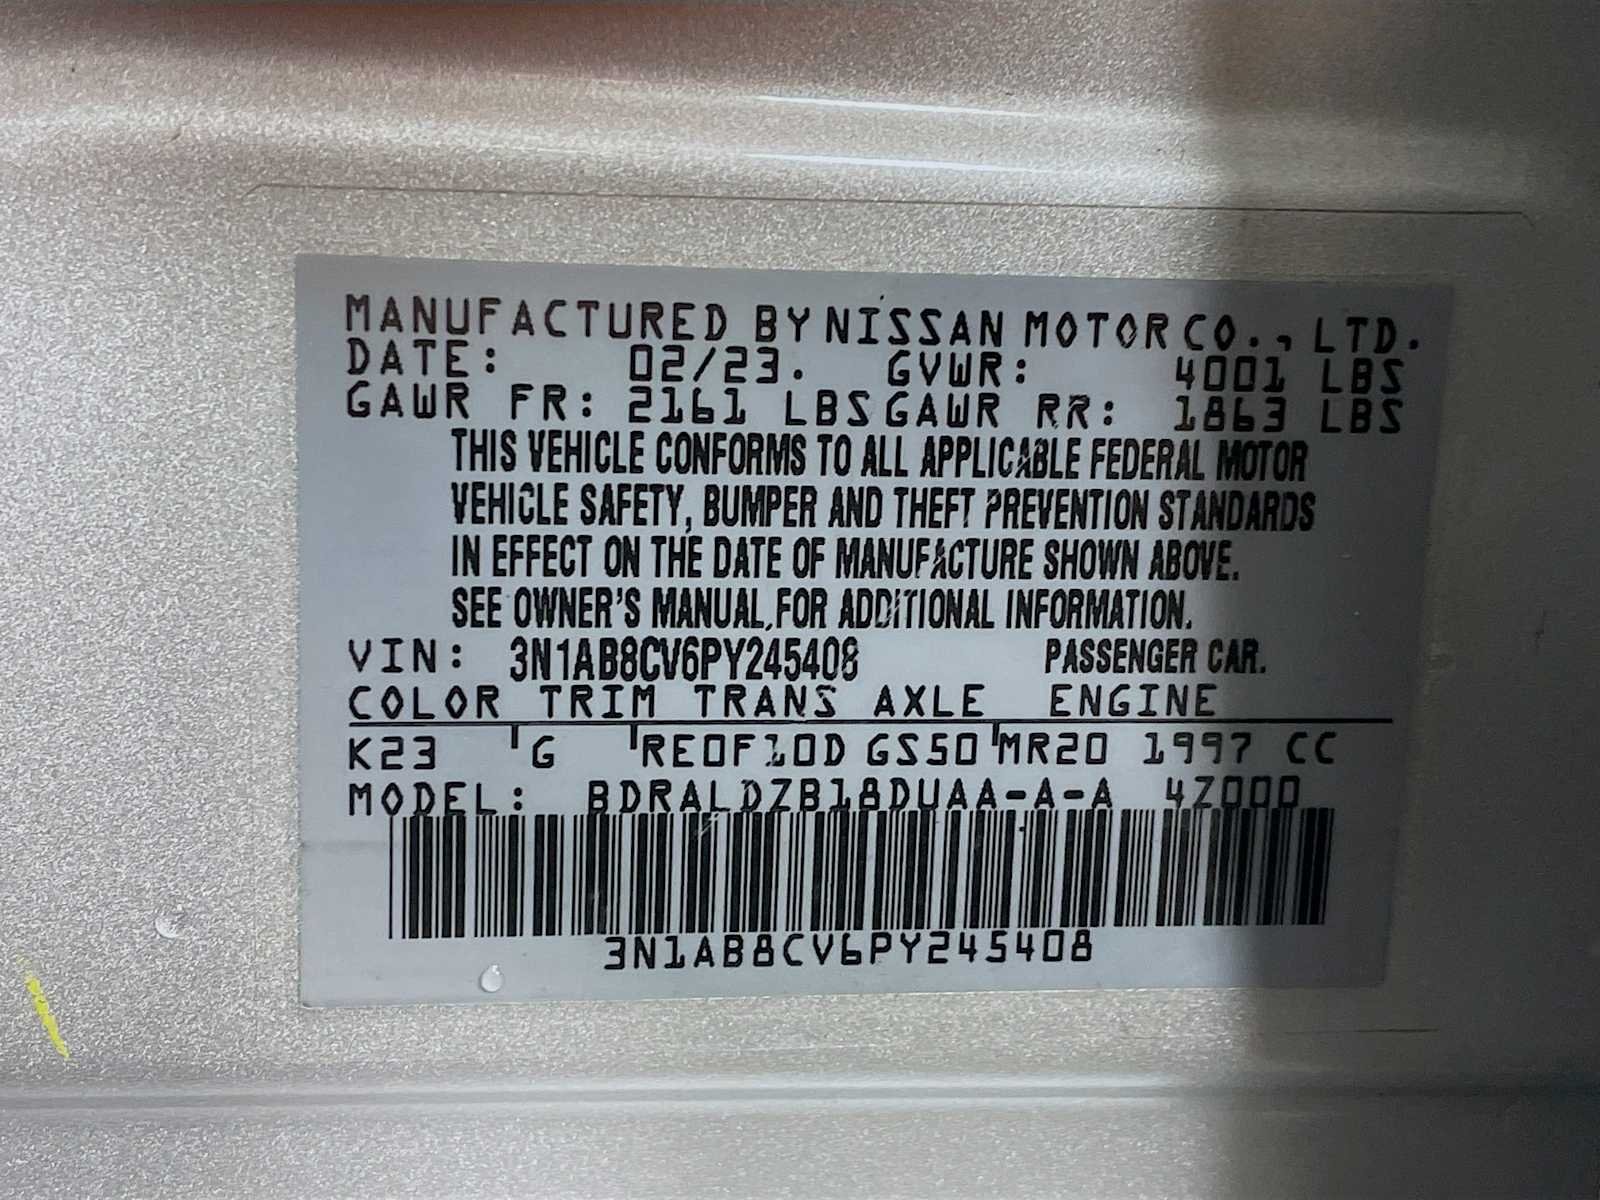 MANUFACTURED BY NISSAN MOTOR CO., LTD.
DATE: 02/23. GVWR: 4001 LBS
GAWR FR: 2161 LBS GAWR RR: 1863 LBS
THIS VEHICLE CONFORMS TO ALL APPLICABLE FEDERAL MOTOR
VEHICLE SAFETY, BUMPER AND THEFT PREVENTION STANDARDS
IN EFFECT ON THE DATE OF MANUFACTURE SHOWN ABOVE.
SEE OWNER'S MANUAL FOR ADDITIONAL INFORMATION.
VIN: 3N1AB8CV6PY245408 PASSENGER CAR.
COLOR TRIM TRANS AXLE ENGINE
K23 G RE0F10D GS50 MR20 1997 CC
MODEL: BDRALDZB18DUAA-A-A 4Z000
3N1AB8CV6PY245408